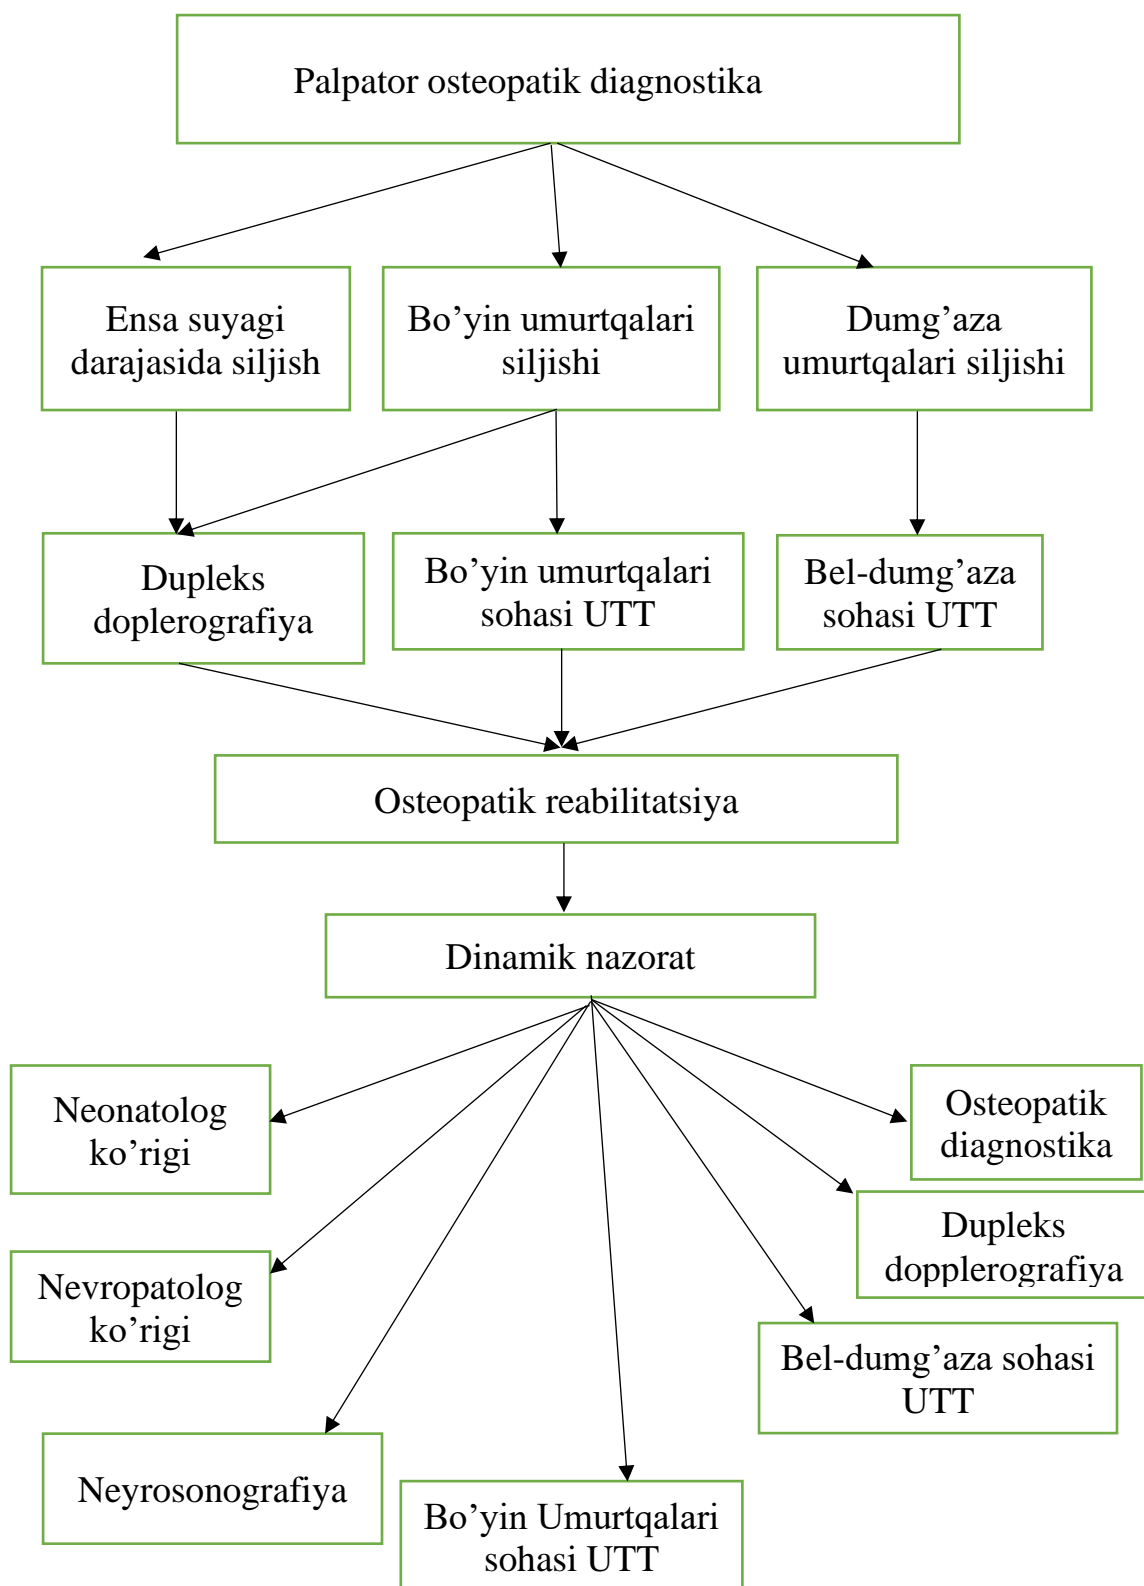 Palpator osteopatik diagnostika
Ensa suyagi
darajasida siljish
Bo’yin umurtqalari
siljishi
Dumg’aza
umurtqalari siljishi
Dupleks
doplerografiya
Bo’yin umurtqalari
sohasi UTT
Bel-dumg’aza
sohasi UTT
Osteopatik reabilitatsiya
Dinamik nazorat
Neonatolog
ko’rigi
Osteopatik
diagnostika
Dupleks
dopplerografiya
Nevropatolog
ko’rigi
Bel-dumg’aza sohasi
UTT
Neyrosonografiya
Bo’yin Umurtqalari
sohasi UTT